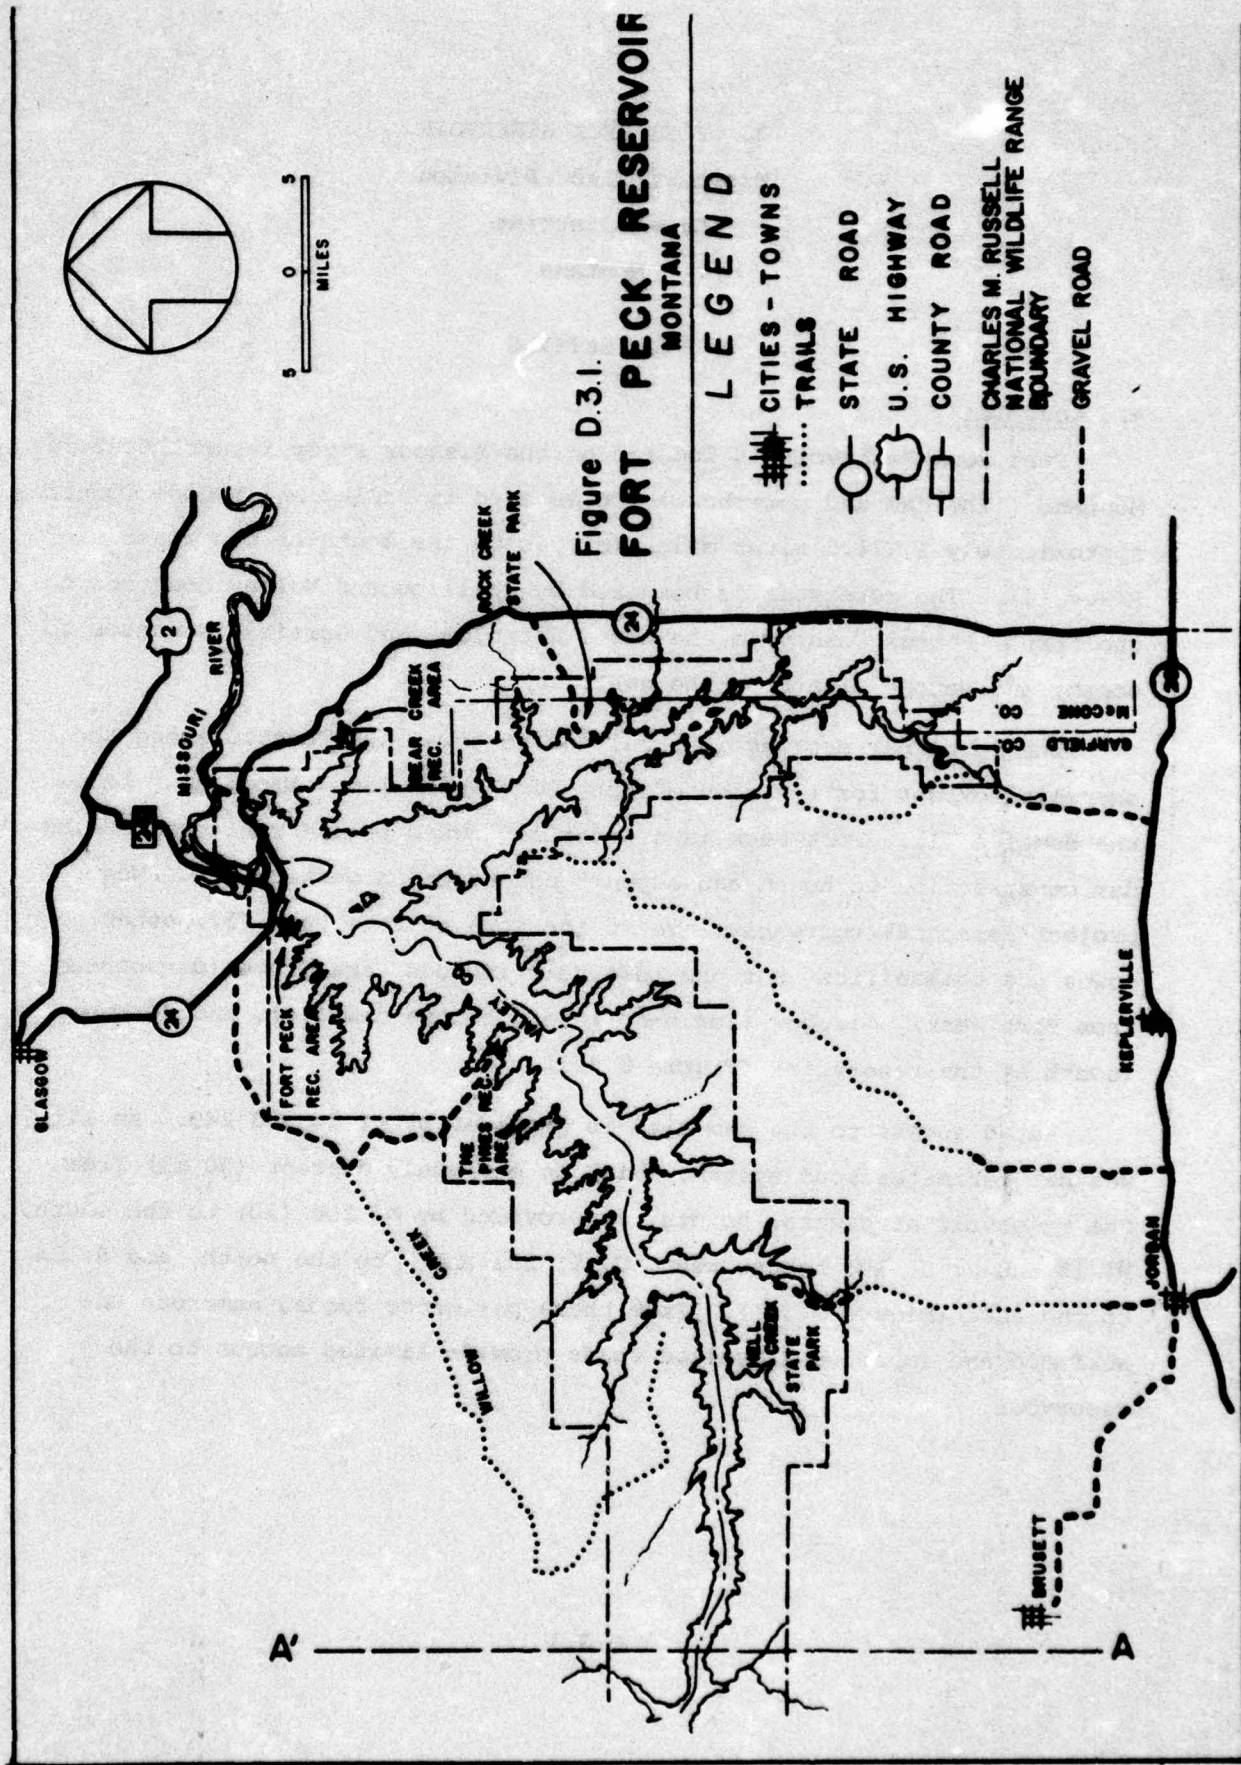 Figure D.3.1.
FORT PECK RESERVOIR
MONTANA
LEGEND
CITIES - TOWNS
TRAILS
STATE ROAD
U.S. HIGHWAY
COUNTY ROAD
CHARLES M. RUSSELL
NATIONAL WILDLIFE RANGE
BOUNDARY
GRAVEL ROAD
5 0 5
MILES
GLASGOW
2
24
MISSOURI
RIVER
FORT PECK
REC. AREA
THE
PINES REC.
AREA
BEAR CREEK
REC. AREA
ROCK CREEK
STATE PARK
24
WILLOW CREEK
HELL
CREEK
STATE
PARK
GARFIELD CO.
McCONE CO.
KEPLERVILLE
JORDAN
BRUSETT
A'
A